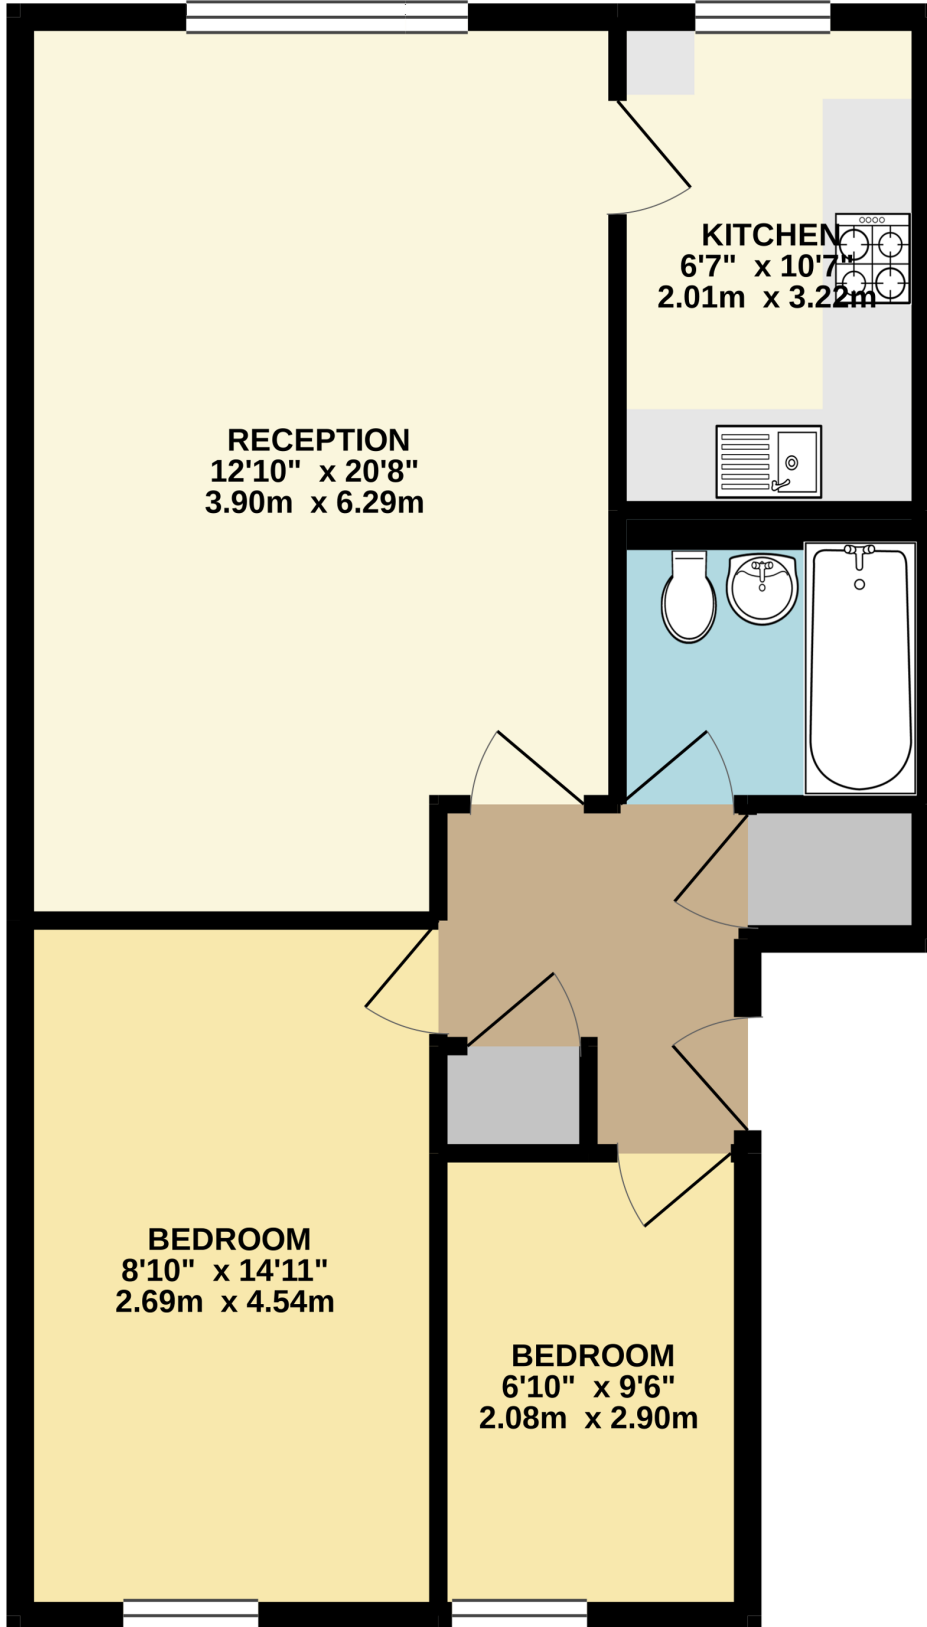 KITCHEN
6'7" x 10'7"
2.01m x 3.22m
RECEPTION
12'10" x 20'8"
3.90m x 6.29m
BEDROOM
8'10" x 14'11"
2.69m x 4.54m
BEDROOM
6'10" x 9'6"
2.08m x 2.90m